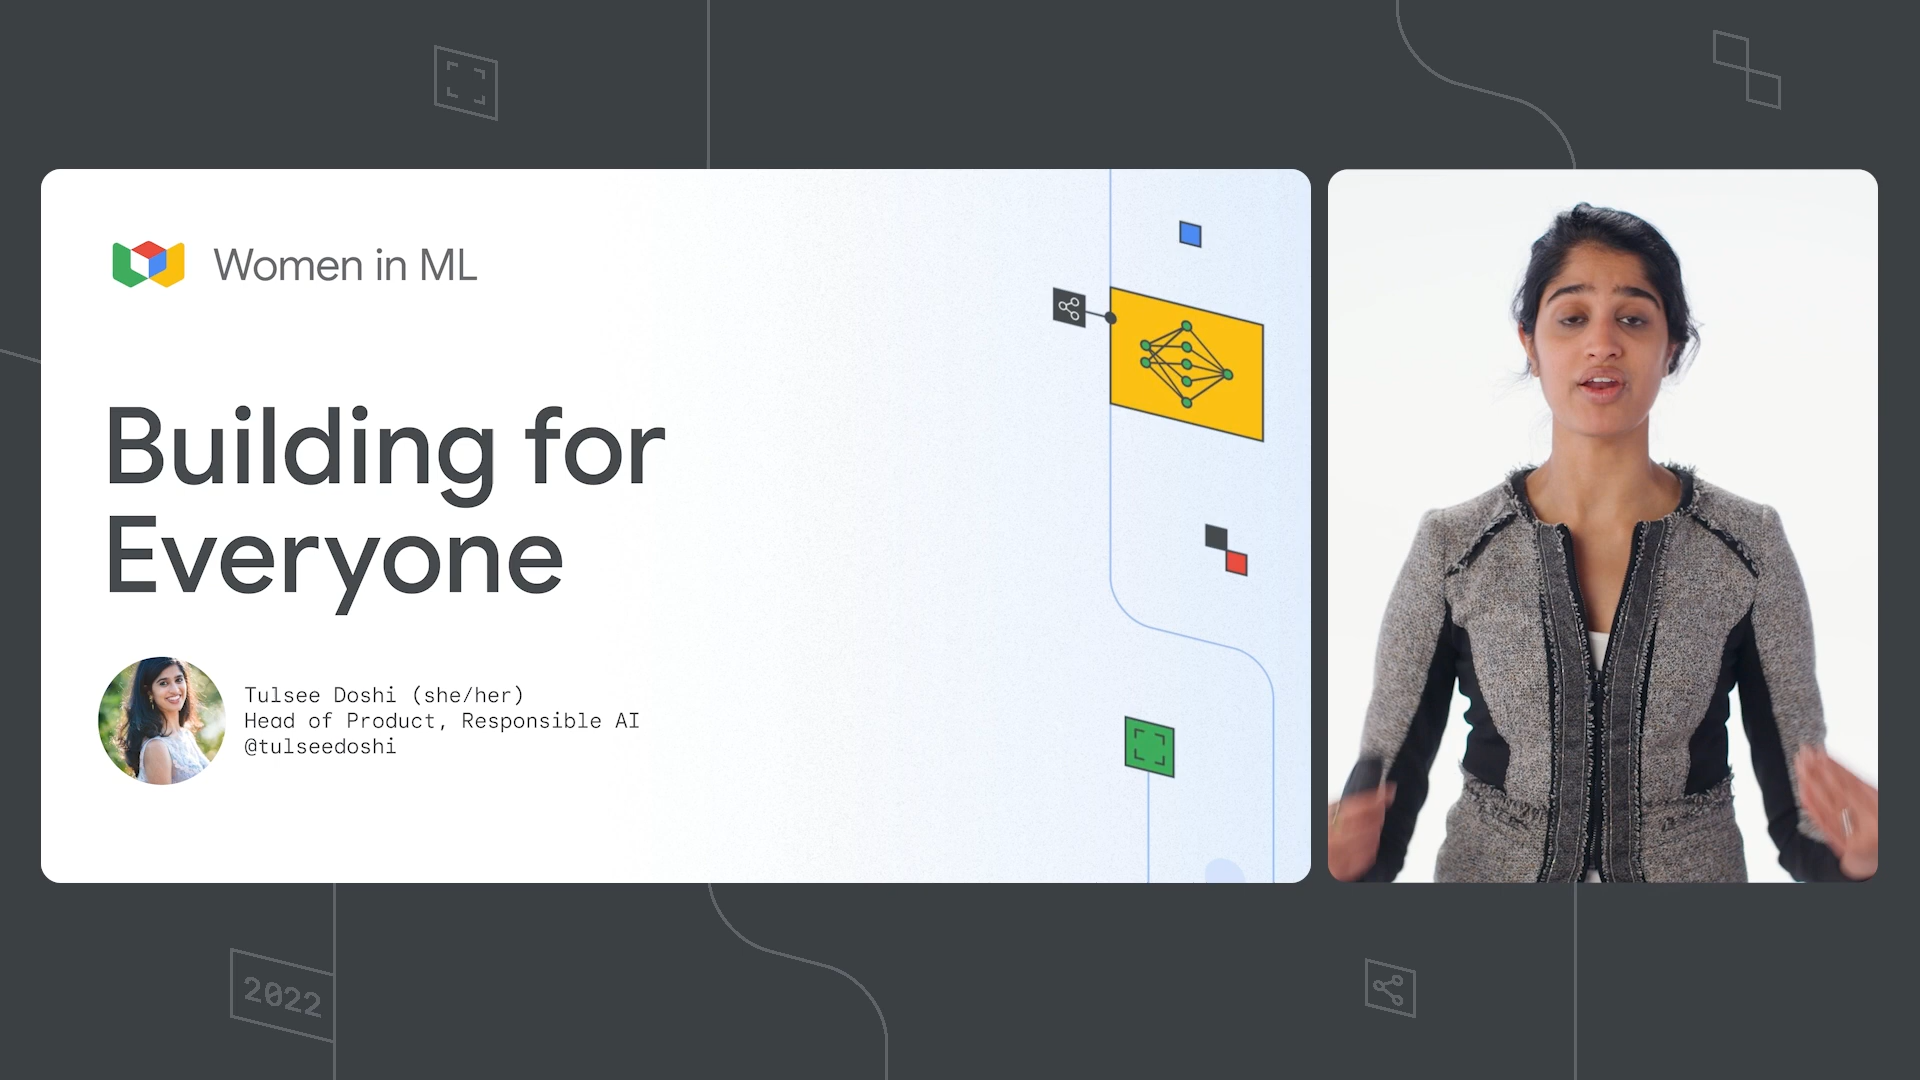 Women in ML
Building for
Everyone
Tulsee Doshi (she/her)
Head of Product, Responsible AI
@tulseedoshi
2022